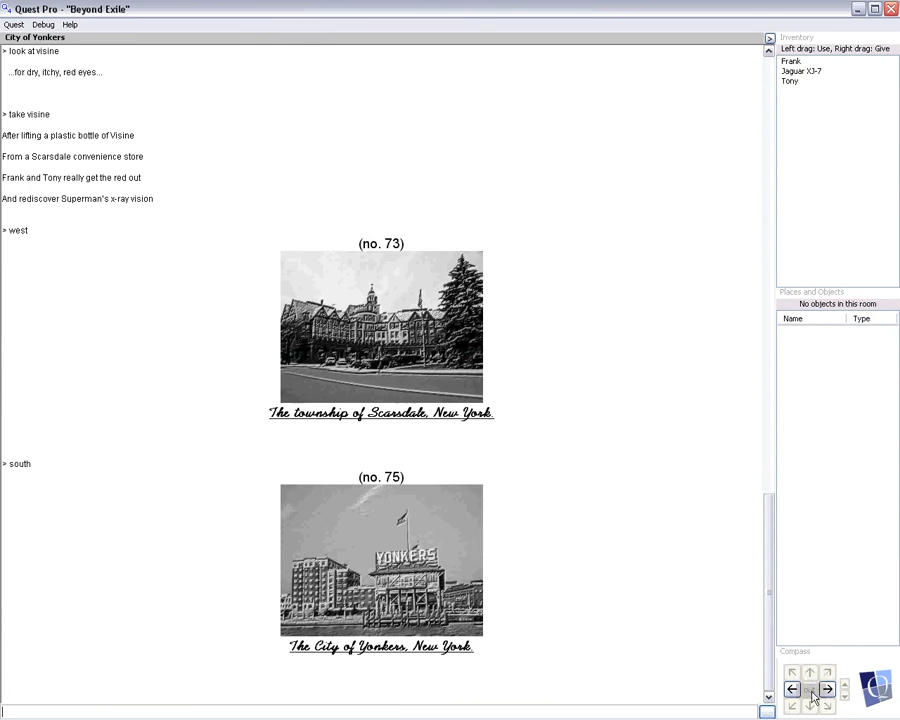 Quest Pro - "Beyond Exile"
Quest Debug Help
City of Yonkers
> look at visine
...for dry, itchy, red eyes...
> take visine
After lifting a plastic bottle of Visine
From a Scarsdale convenience store
Frank and Tony really get the red out
And rediscover Superman's x-ray vision
> west
(no. 73)
The township of Scarsdale, New York.
> south
(no. 75)
YONKERS
The City of Yonkers, New York.
Inventory
Left drag: Use, Right drag: Give
Frank
Jaguar XJ-7
Tony
Places and Objects
No objects in this room
Name Type
Compass